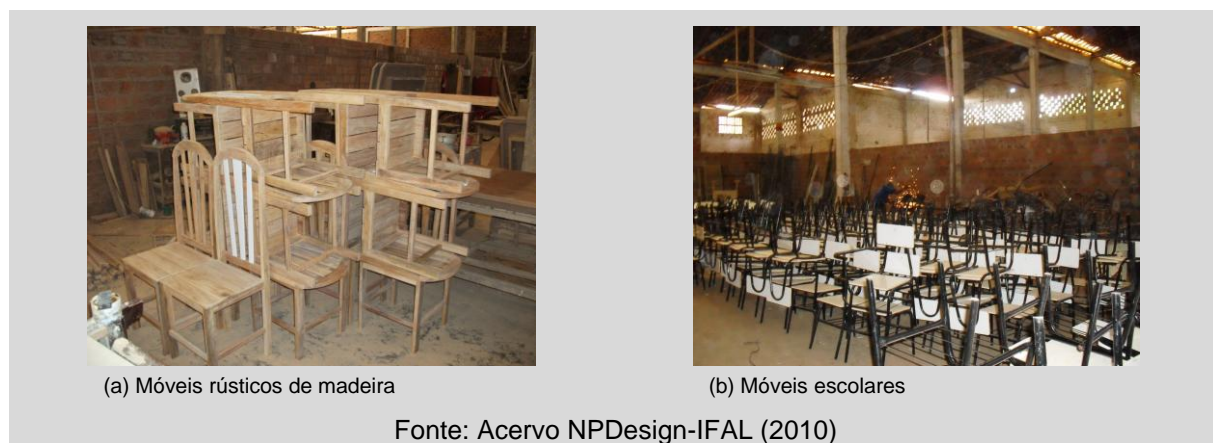 (a) Móveis rústicos de madeira
(b) Móveis escolares
Fonte: Acervo NPDesign-IFAL (2010)